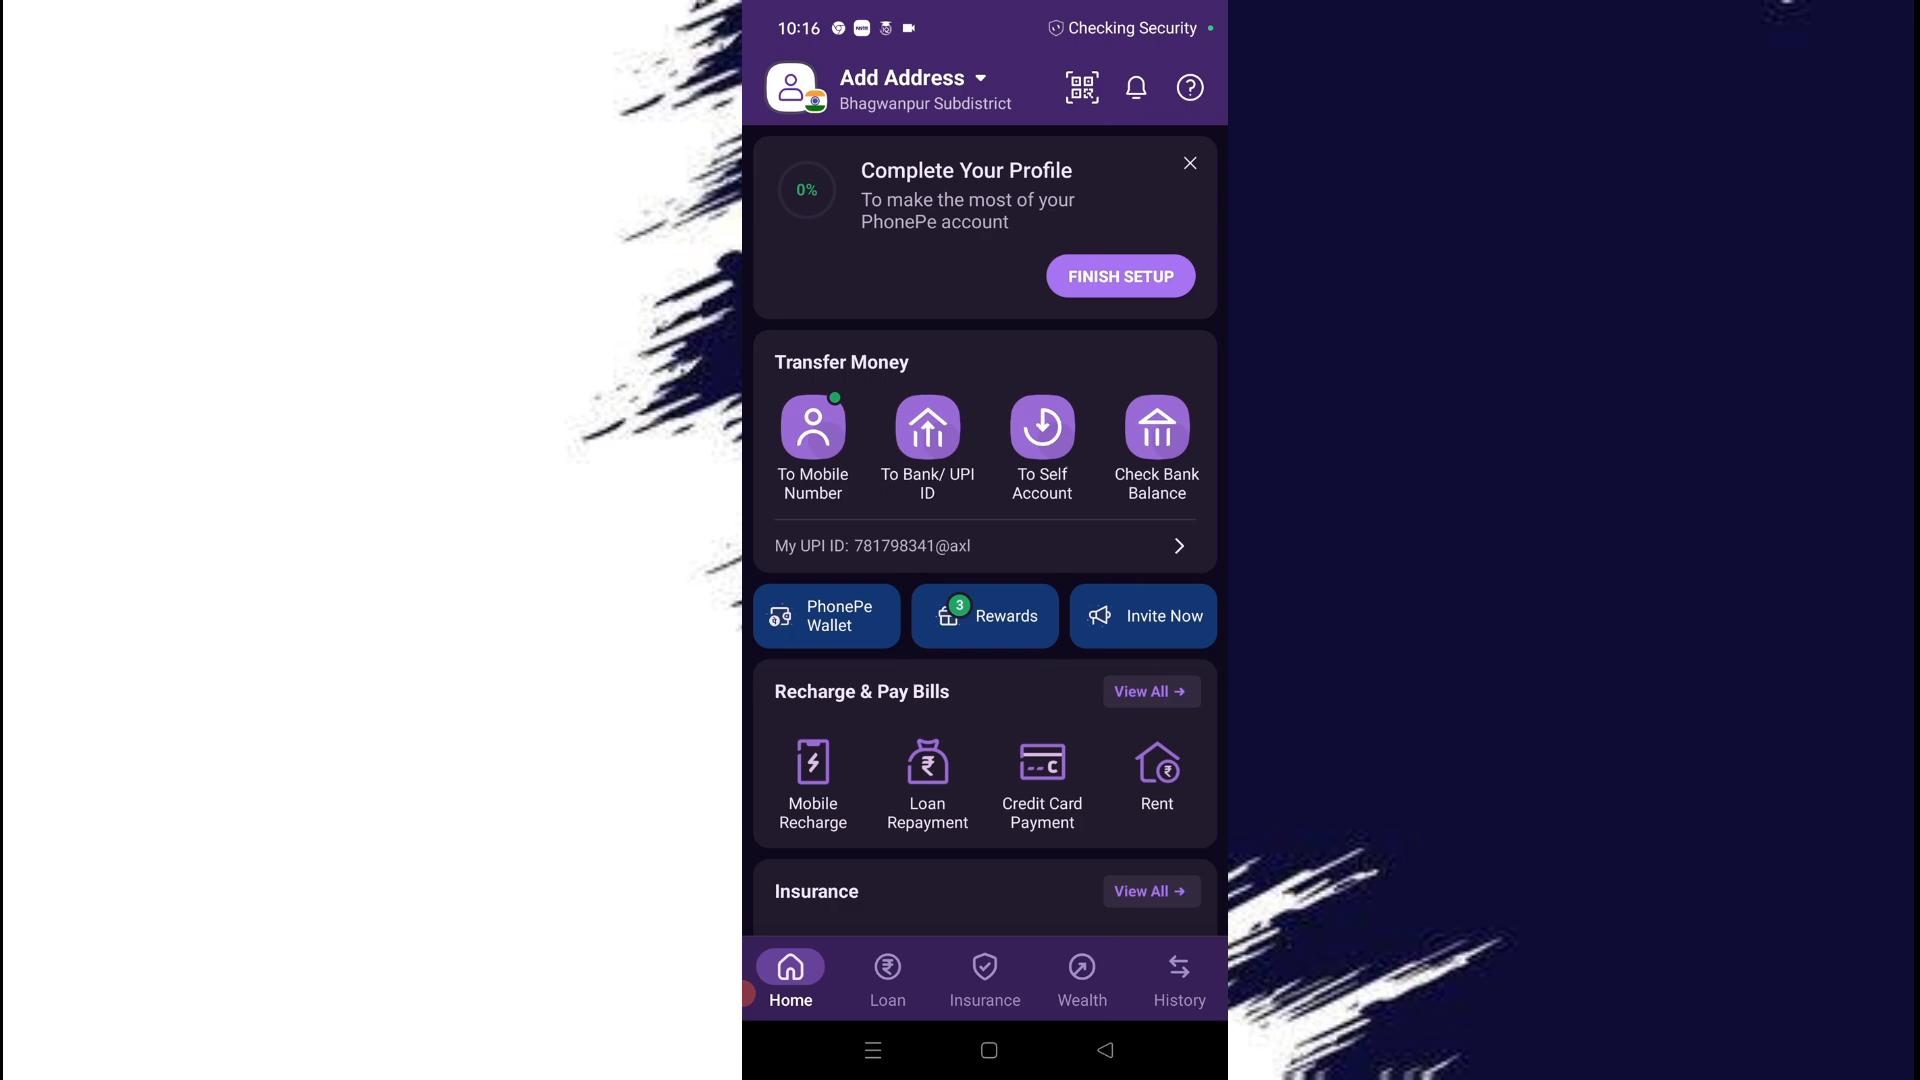 10:16
Checking Security
Add Address
Bhagwanpur Subdistrict
0%
Complete Your Profile
To make the most of your
PhonePe account
FINISH SETUP
Transfer Money
To Mobile
Number
To Bank/ UPI
ID
To Self
Account
Check Bank
Balance
My UPI ID: 781798341@axl
PhonePe
Wallet
3
Rewards
Invite Now
Recharge & Pay Bills
View All →
Mobile
Recharge
Loan
Repayment
Credit Card
Payment
Rent
Insurance
View All →
Home
Loan
Insurance
Wealth
History